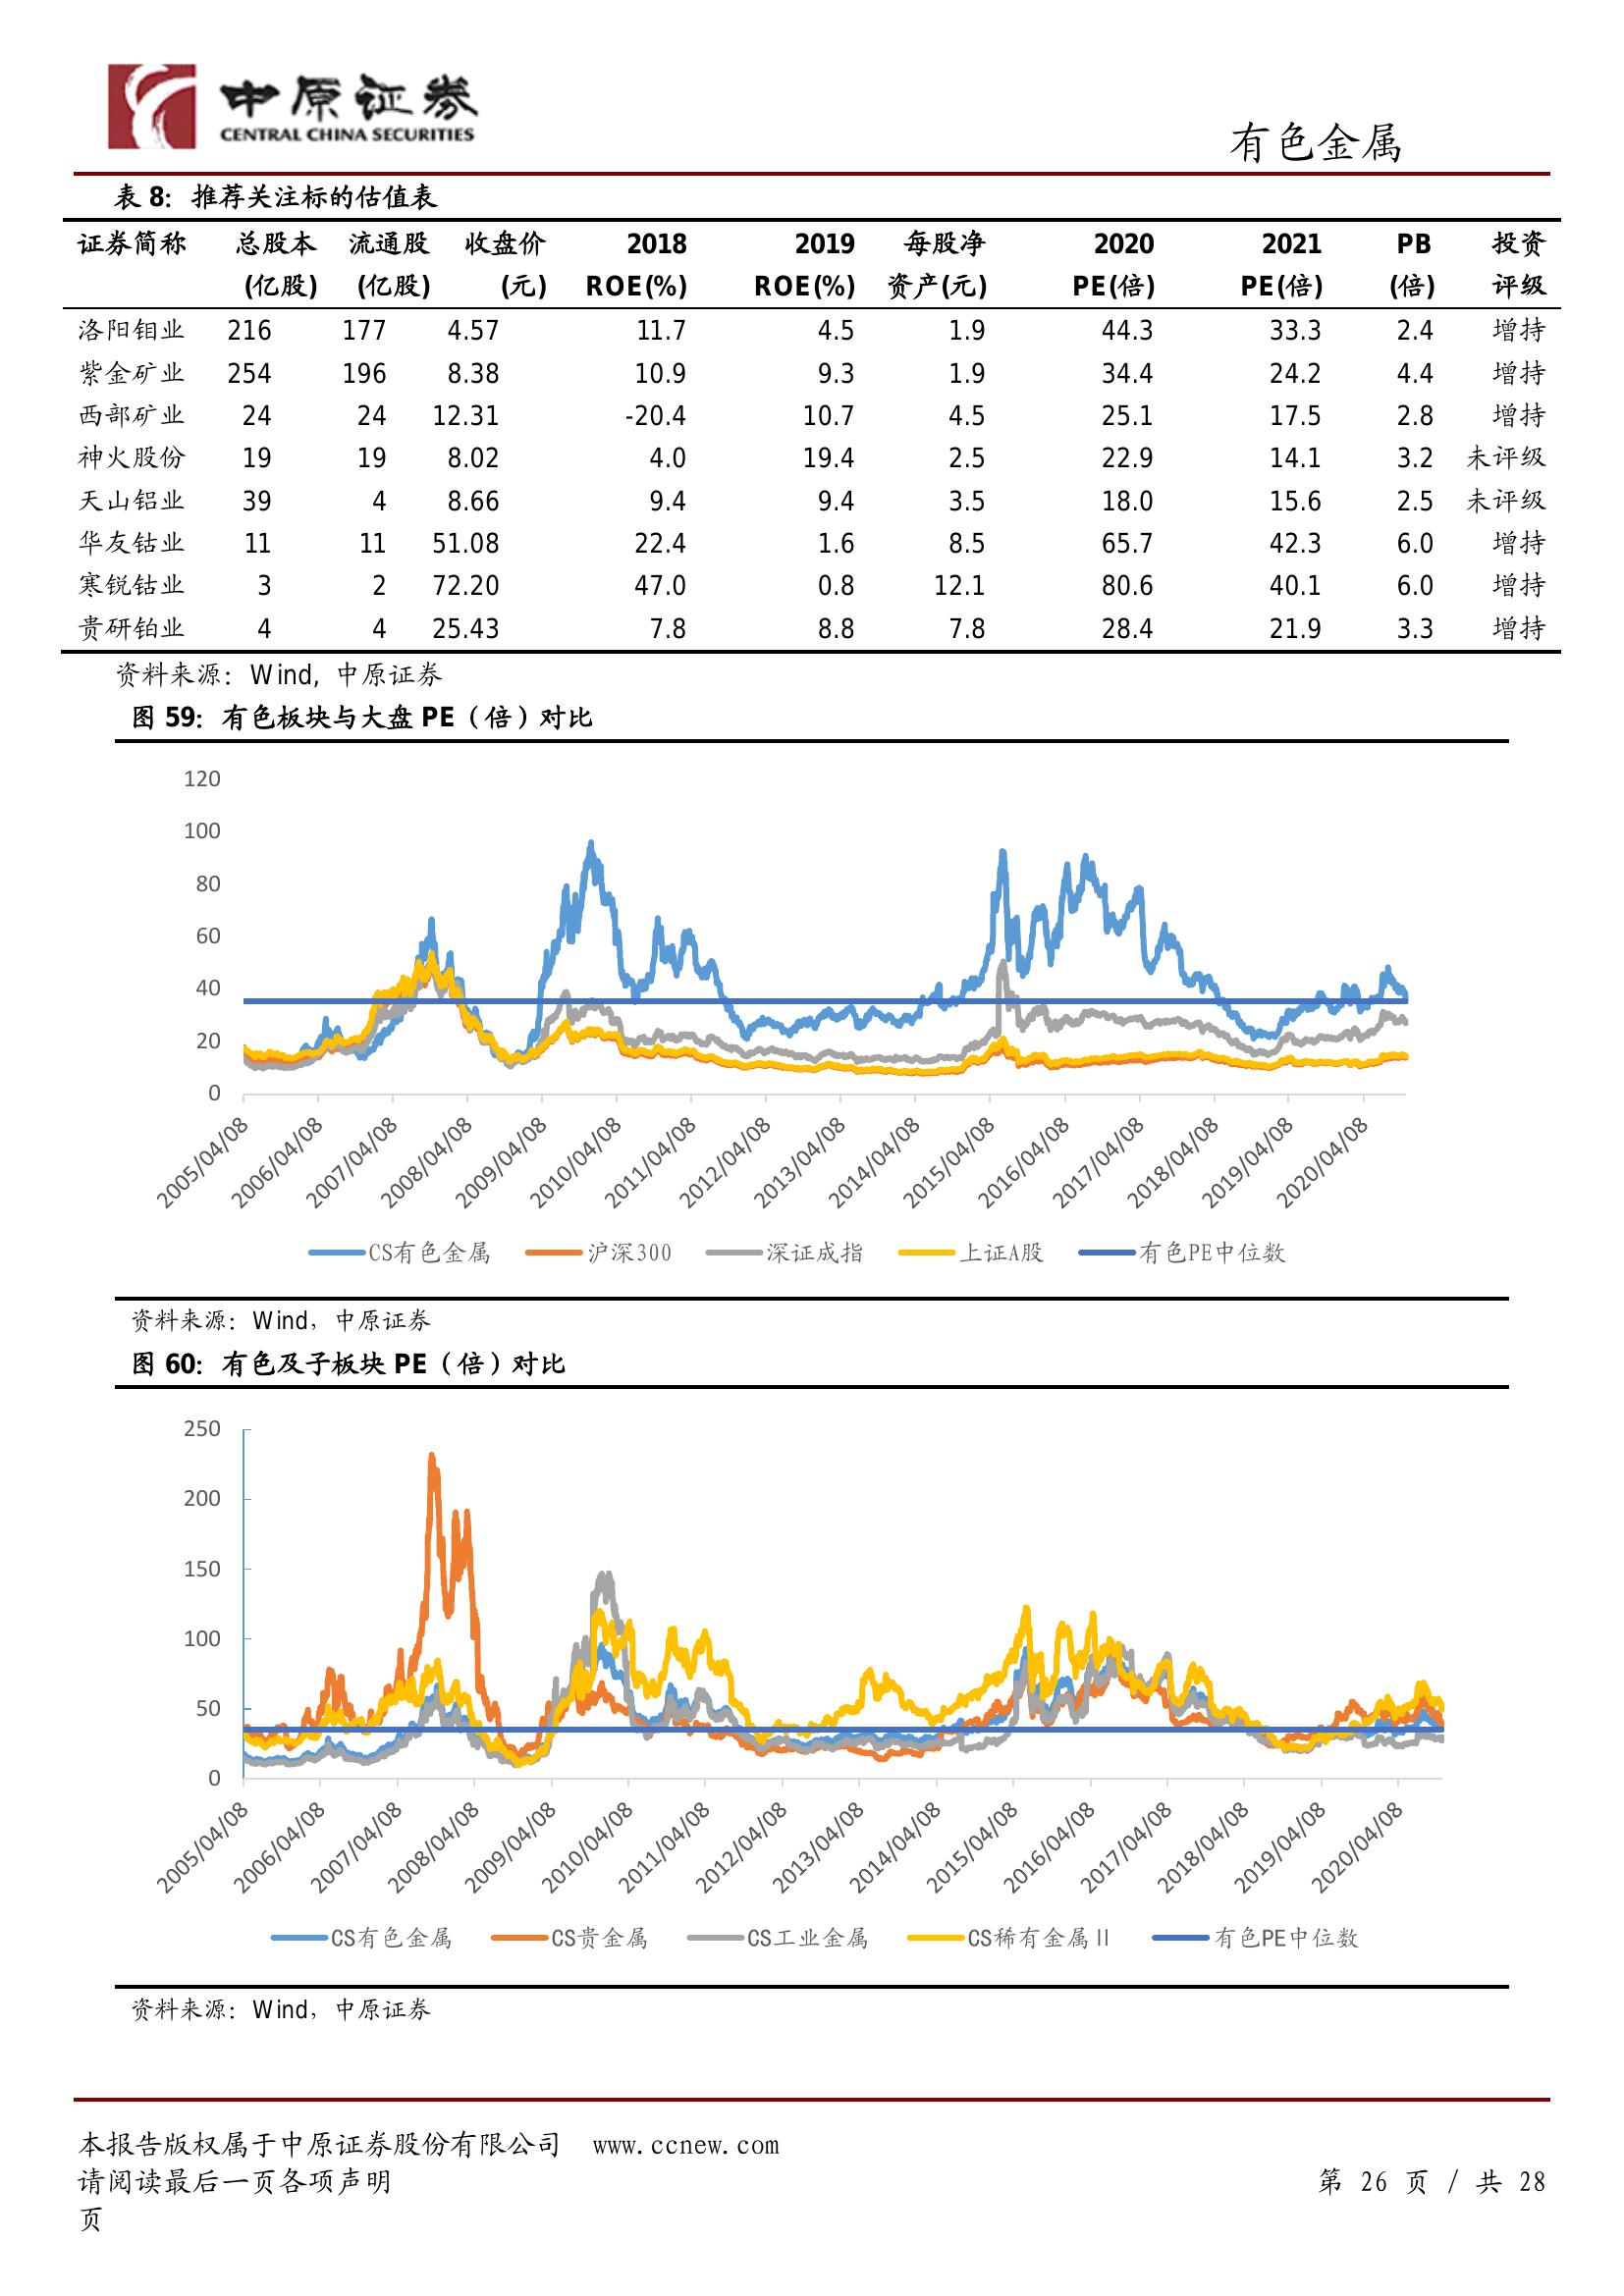 中原证券
CENTRAL CHINA SECURITIES
有色金属
表 8：推荐关注标的估值表
证券简称 总股本 流通股 收盘价 2018 2019 每股净 2020 2021 PB 投资
(亿股) (亿股) (元) ROE(%) ROE(%) 资产(元) PE(倍) PE(倍) (倍) 评级
洛阳钼业 216 177 4.57 11.7 4.5 1.9 44.3 33.3 2.4 增持
紫金矿业 254 196 8.38 10.9 9.3 1.9 34.4 24.2 4.4 增持
西部矿业 24 24 12.31 -20.4 10.7 4.5 25.1 17.5 2.8 增持
神火股份 19 19 8.02 4.0 19.4 2.5 22.9 14.1 3.2 未评级
天山铝业 39 4 8.66 9.4 9.4 3.5 18.0 15.6 2.5 未评级
华友钴业 11 11 51.08 22.4 1.6 8.5 65.7 42.3 6.0 增持
寒锐钴业 3 2 72.20 47.0 0.8 12.1 80.6 40.1 6.0 增持
贵研铂业 4 4 25.43 7.8 8.8 7.8 28.4 21.9 3.3 增持
资料来源：Wind, 中原证券
图 59：有色板块与大盘 PE（倍）对比
120
100
80
60
40
20
0
2005/04/08 2006/04/08 2007/04/08 2008/04/08 2009/04/08 2010/04/08 2011/04/08 2012/04/08 2013/04/08 2014/04/08 2015/04/08 2016/04/08 2017/04/08 2018/04/08 2019/04/08 2020/04/08
CS有色金属 沪深300 深证成指 上证A股 有色PE中位数
资料来源：Wind，中原证券
图 60：有色及子板块 PE（倍）对比
250
200
150
100
50
0
2005/04/08 2006/04/08 2007/04/08 2008/04/08 2009/04/08 2010/04/08 2011/04/08 2012/04/08 2013/04/08 2014/04/08 2015/04/08 2016/04/08 2017/04/08 2018/04/08 2019/04/08 2020/04/08
CS有色金属 CS贵金属 CS工业金属 CS稀有金属Ⅱ 有色PE中位数
资料来源：Wind，中原证券
本报告版权属于中原证券股份有限公司 www.ccnew.com
请阅读最后一页各项声明 第 26 页 / 共 28
页